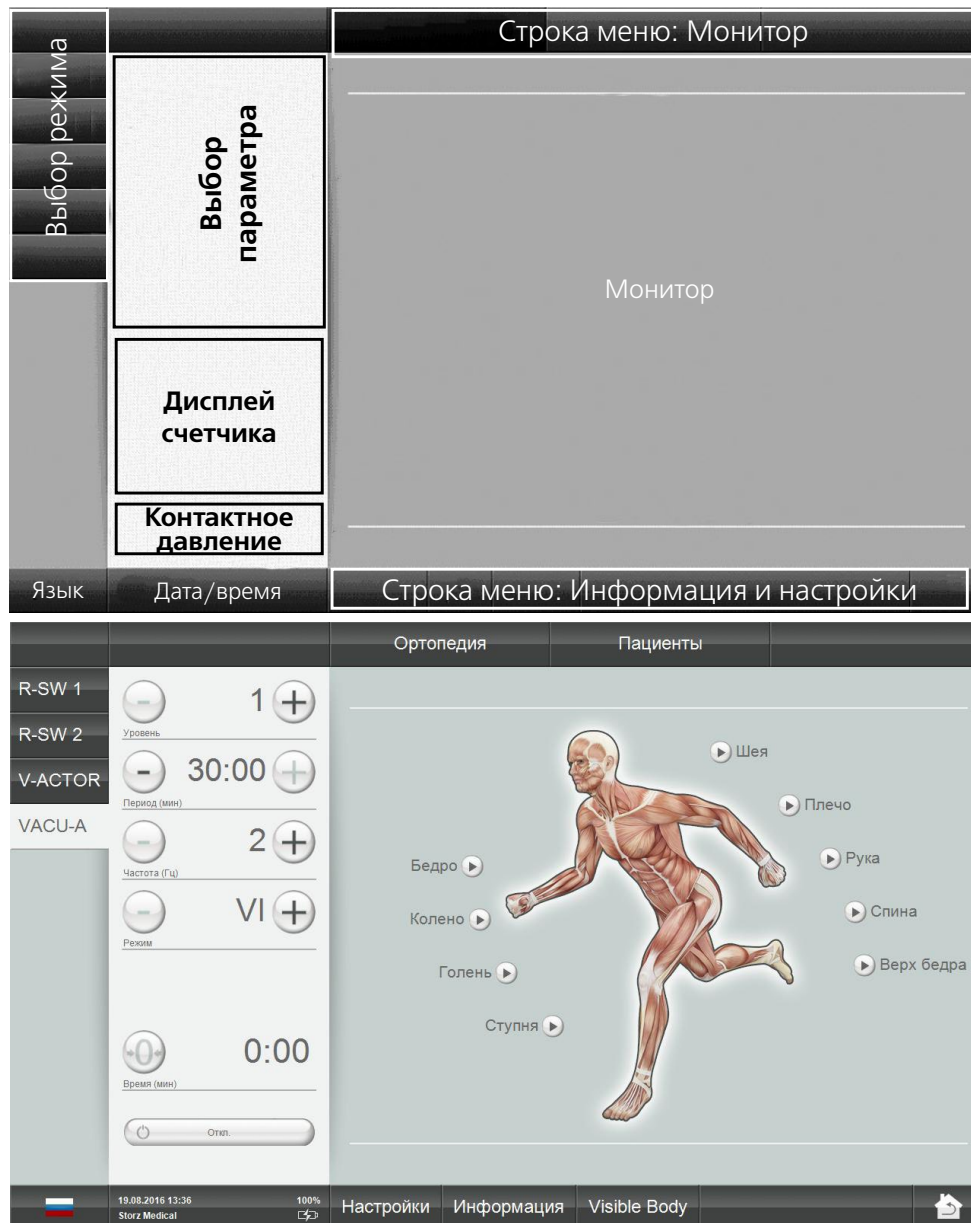 Строка меню: Монитор
Выбор режима
Выбор
параметра
Монитор
Дисплей
счетчика
Контактное
давление
Язык
Дата/время
Строка меню: Информация и настройки
Ортопедия
Пациенты
R-SW 1
R-SW 2
V-ACTOR
VACU-A
1
Уровень
30:00
Период (мин)
2
Частота (Гц)
VI
Режим
0
0:00
Время (мин)
Откл.
Шея
Плечо
Рука
Спина
Верх бедра
Бедро
Колено
Голень
Ступня
19.08.2016 13:36
100%
Storz Medical
Настройки
Информация
Visible Body